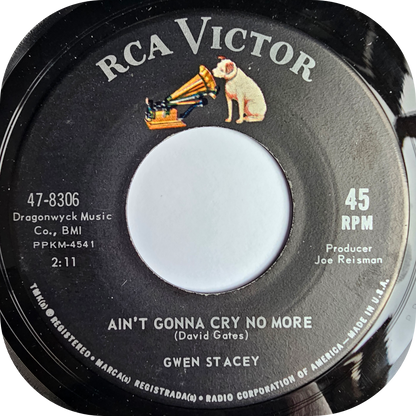 RCA VICTOR
47-8306
Dragonwyck Music
Co., BMI
PPKM-4541
2:11
45
RPM
Producer
Joe Reisman
AIN'T GONNA CRY NO MORE
(David Gates)
GWEN STACEY
TMK(s) ® REGISTERED • MARCA(s) REGISTRADA(s) • RADIO CORPORATION OF AMERICA—MADE IN U.S.A.